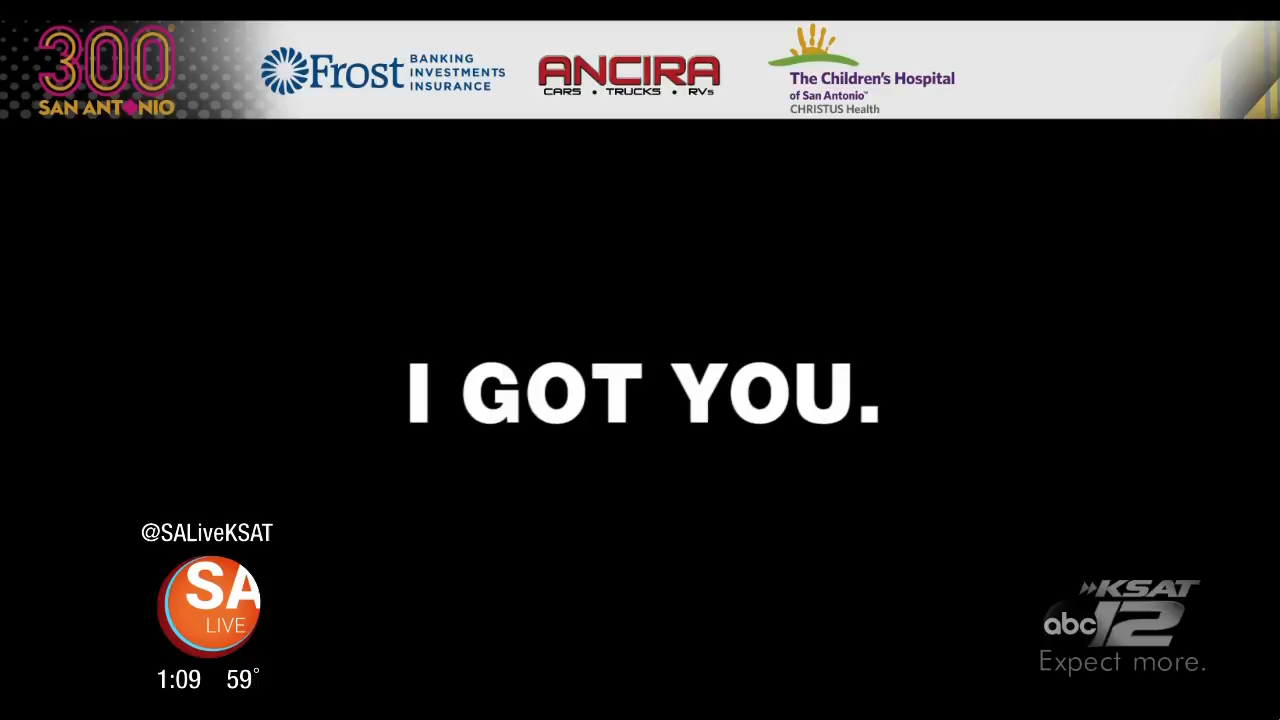 300
SAN ANTONIO
Frost
BANKING
INVESTMENTS
INSURANCE
ANCIRA
CARS • TRUCKS • RVs
The Children's Hospital
of San Antonio™
CHRISTUS Health
I GOT YOU.
@SALiveKSAT
SA
LIVE
1:09 59°
KSAT
abc 12
Expect more.